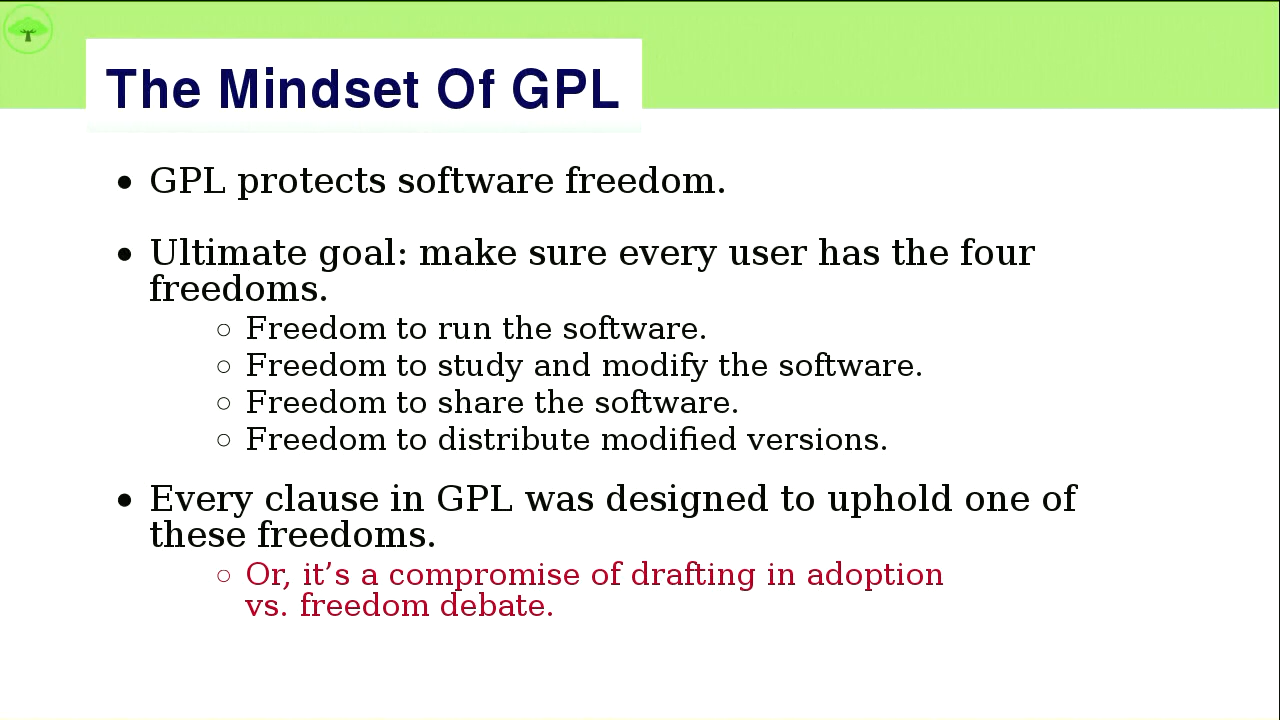 The Mindset Of GPL
• GPL protects software freedom.
• Ultimate goal: make sure every user has the four
freedoms.
○ Freedom to run the software.
○ Freedom to study and modify the software.
○ Freedom to share the software.
○ Freedom to distribute modified versions.
• Every clause in GPL was designed to uphold one of
these freedoms.
○ Or, it’s a compromise of drafting in adoption
vs. freedom debate.